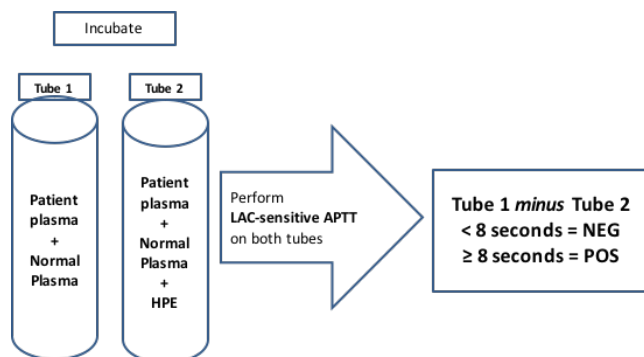 Incubate
Tube 1
Tube 2
Patient
plasma
+
Normal
Plasma
Patient
plasma
+
Normal
Plasma
+
HPE
Perform
LAC-sensitive APTT
on both tubes
Tube 1 minus Tube 2
< 8 seconds = NEG
≥ 8 seconds = POS